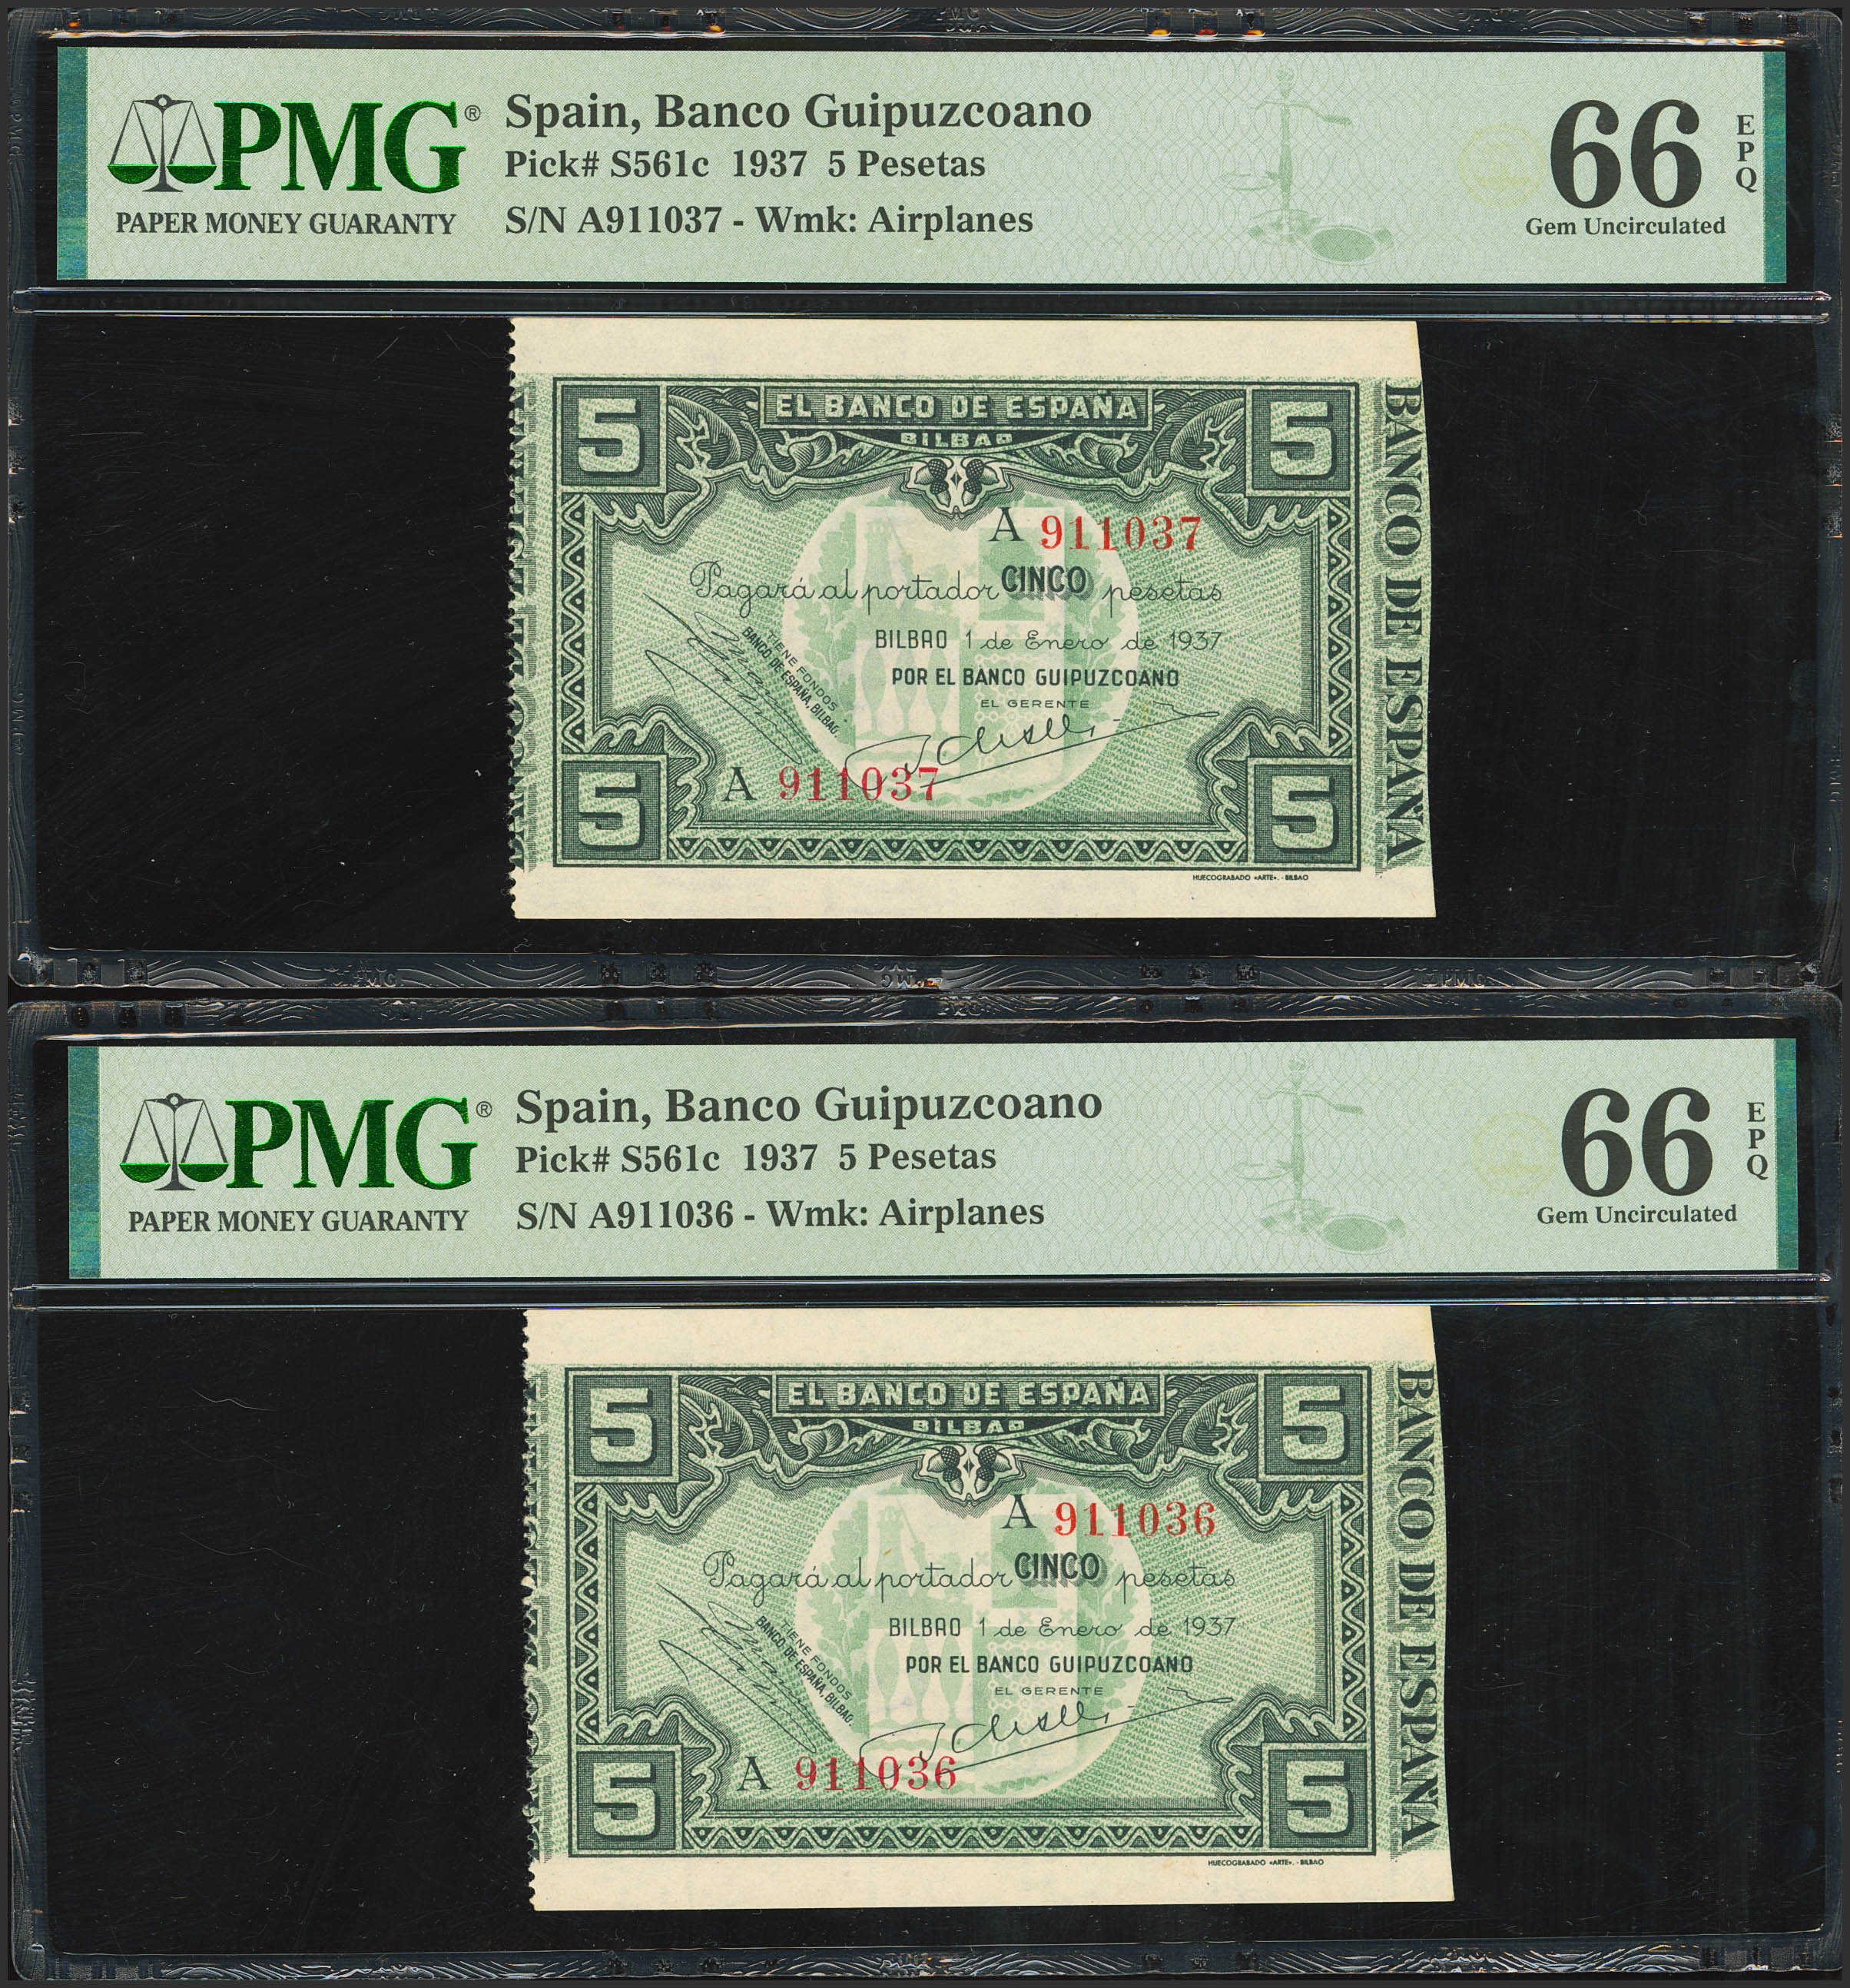 PMG®
PAPER MONEY GUARANTY
Spain, Banco Guipuzcoano
Pick# S561c 1937 5 Pesetas
S/N A911037 - Wmk: Airplanes
66
EPQ
Gem Uncirculated
5
EL BANCO DE ESPAÑA
BILBAO
5
A 911037
Pagará al portador CINCO pesetas
BILBAO 1 de Enero de 1937
POR EL BANCO GUIPUZCOANO
EL GERENTE
TIENE FONDOS
BANCO DE ESPAÑA, BILBAO.
A 911037
5
5
BANCO DE ESPAÑA
HUECOGRABADO «ARTE». - BILBAO
PMG®
PAPER MONEY GUARANTY
Spain, Banco Guipuzcoano
Pick# S561c 1937 5 Pesetas
S/N A911036 - Wmk: Airplanes
66
EPQ
Gem Uncirculated
5
EL BANCO DE ESPAÑA
BILBAO
5
A 911036
Pagará al portador CINCO pesetas
BILBAO 1 de Enero de 1937
POR EL BANCO GUIPUZCOANO
EL GERENTE
TIENE FONDOS
BANCO DE ESPAÑA, BILBAO.
A 911036
5
5
BANCO DE ESPAÑA
HUECOGRABADO «ARTE». - BILBAO